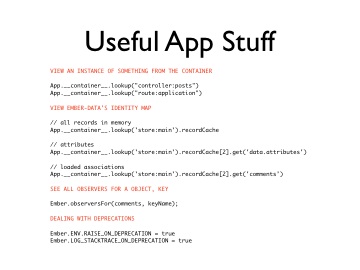 Useful App Stuff
VIEW AN INSTANCE OF SOMETHING FROM THE CONTAINER
App.__container__.lookup("controller:posts")
App.__container__.lookup("route:application")
VIEW EMBER-DATA'S IDENTITY MAP
// all records in memory
App.__container__.lookup('store:main').recordCache
// attributes
App.__container__.lookup('store:main').recordCache[2].get('data.attributes')
// loaded associations
App.__container__.lookup('store:main').recordCache[2].get('comments')
SEE ALL OBSERVERS FOR A OBJECT, KEY
Ember.observersFor(comments, keyName);
DEALING WITH DEPRECATIONS
Ember.ENV.RAISE_ON_DEPRECATION = true
Ember.LOG_STACKTRACE_ON_DEPRECATION = true